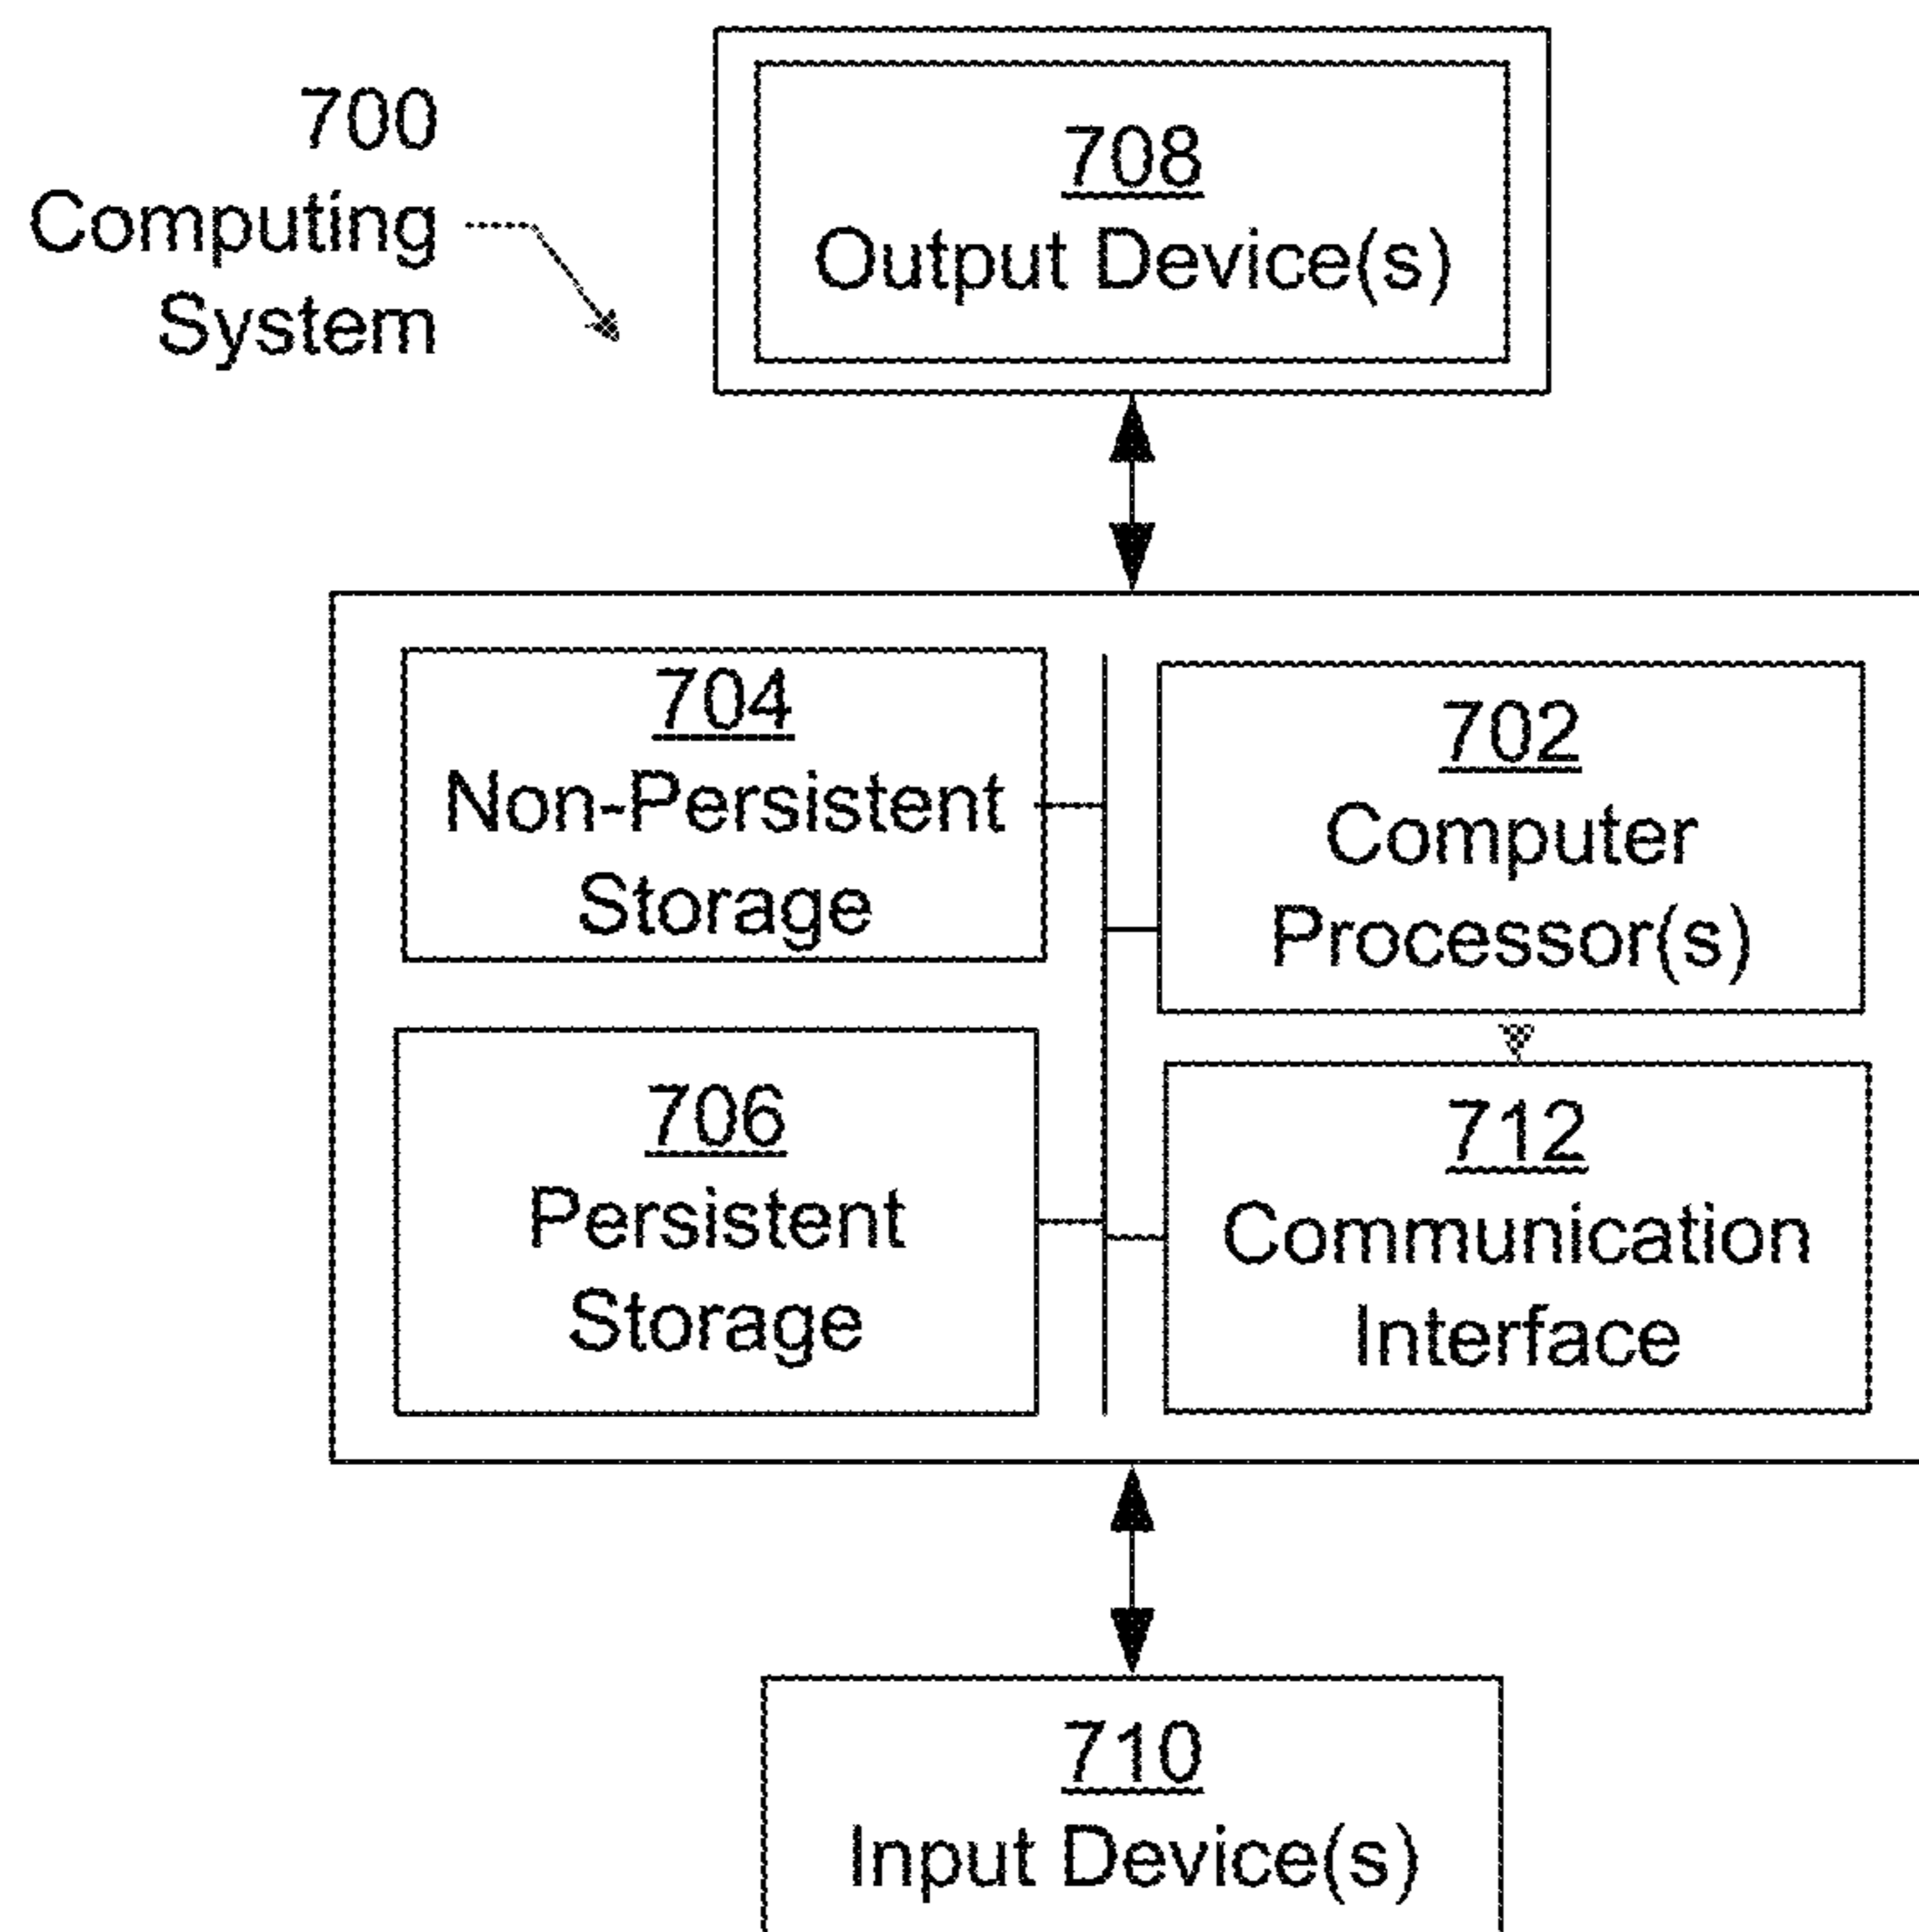 700
Computing
System
708
Output Device(s)
704
Non-Persistent
Storage
702
Computer
Processor(s)
706
Persistent
Storage
712
Communication
Interface
710
Input Device(s)